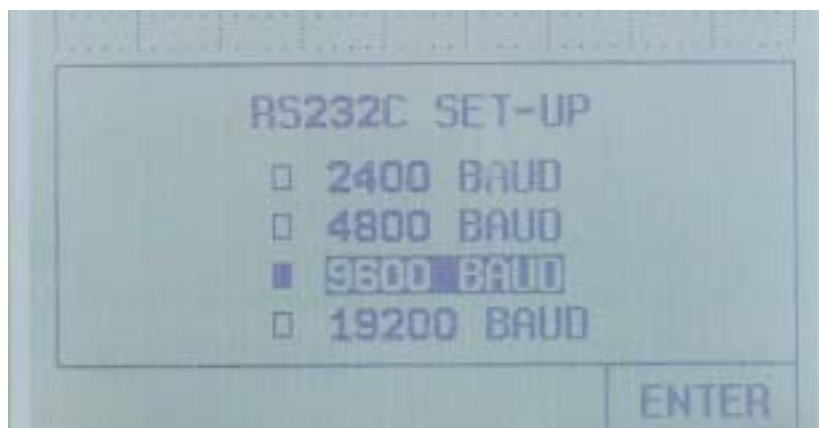 RS232C SET-UP
2400 BAUD
4800 BAUD
9600 BAUD
19200 BAUD
ENTER